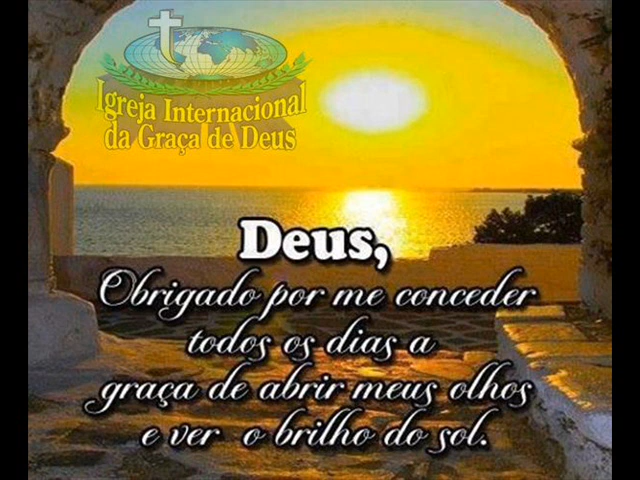 Igreja Internacional
da Graça de Deus
Deus,
Obrigado por me conceder
todos os dias a
graça de abrir meus olhos
e ver o brilho do sol.